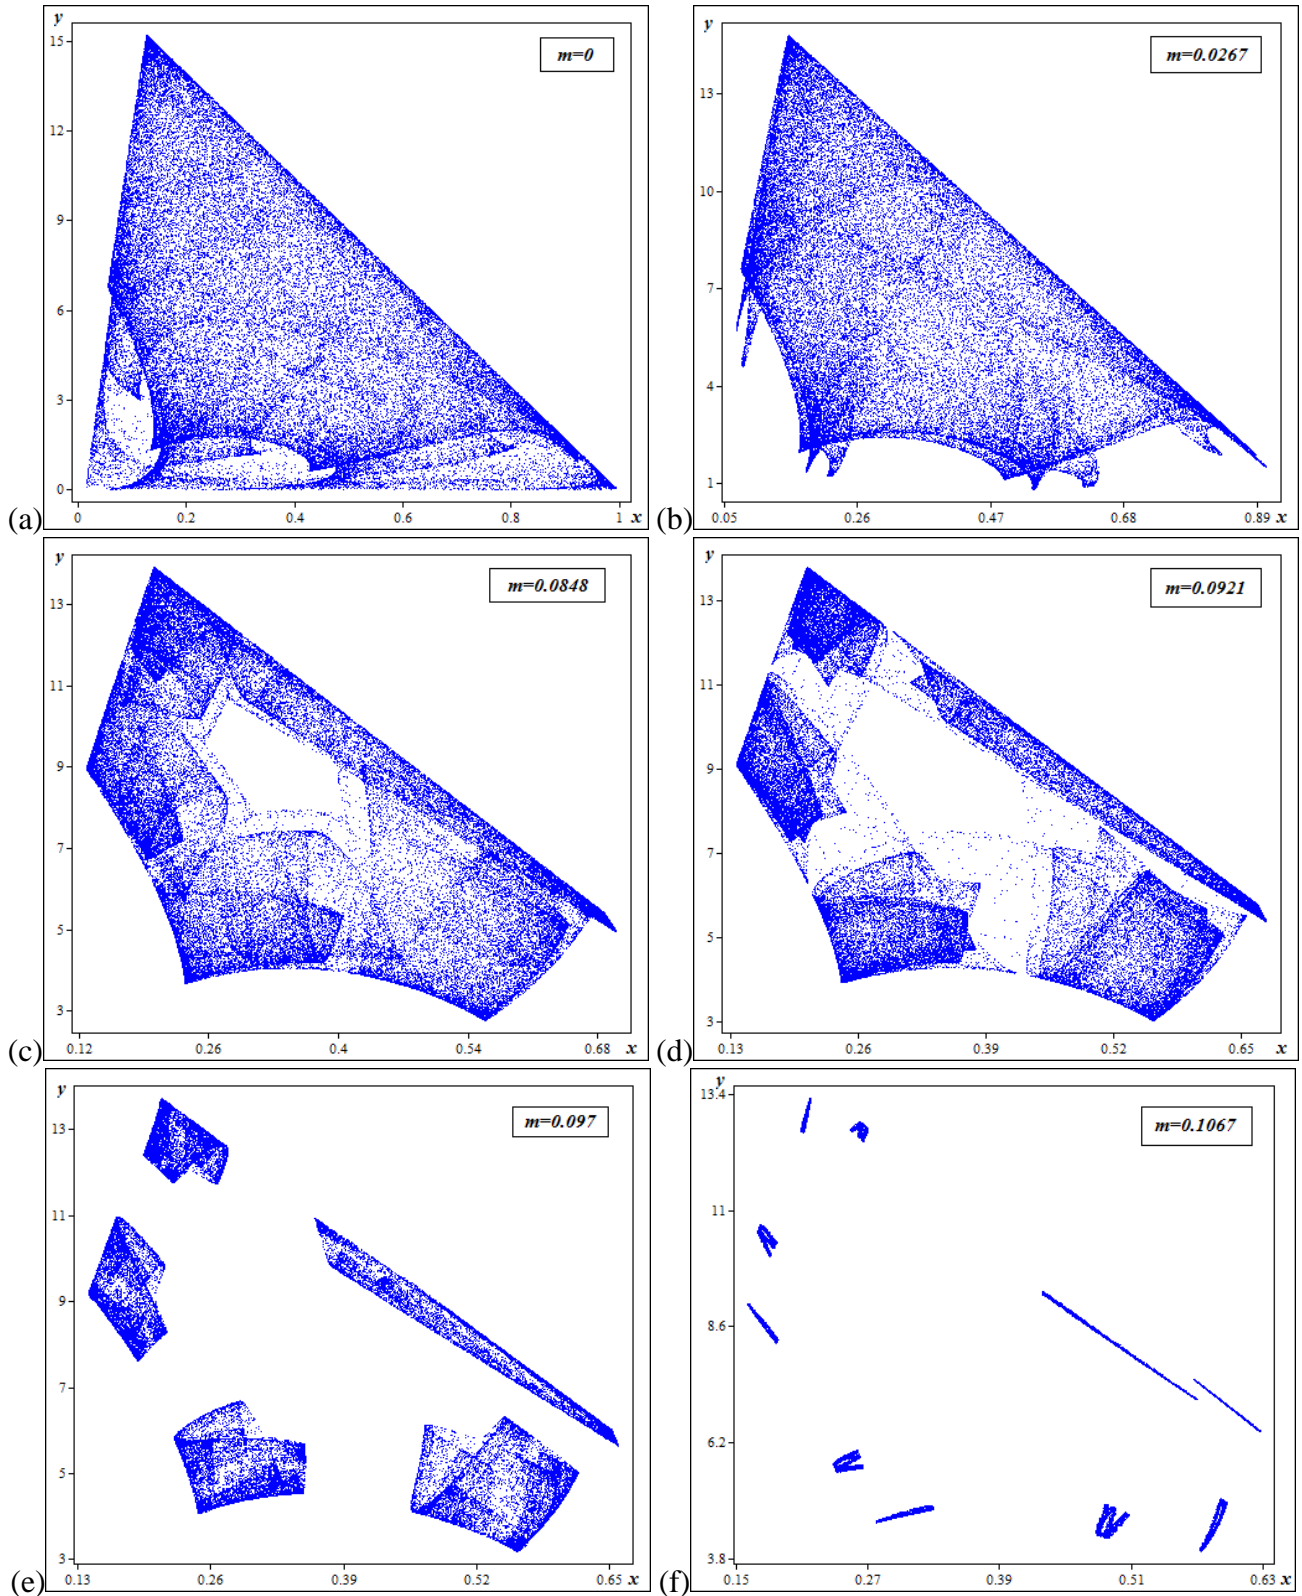 y
15
12
9
6
3
0
m=0
0 0.2 0.4 0.6 0.8 1 x
(a)
y
13
10
7
4
1
m=0.0267
0.05 0.26 0.47 0.68 0.89 x
(b)
y
13
11
9
7
5
3
m=0.0848
0.12 0.26 0.4 0.54 0.68 x
(c)
y
13
11
9
7
5
3
m=0.0921
0.13 0.26 0.39 0.52 0.65 x
(d)
y
13
11
9
7
5
3
m=0.097
0.13 0.26 0.39 0.52 0.65 x
(e)
y
13.4
11
8.6
6.2
3.8
m=0.1067
0.15 0.27 0.39 0.51 0.63 x
(f)